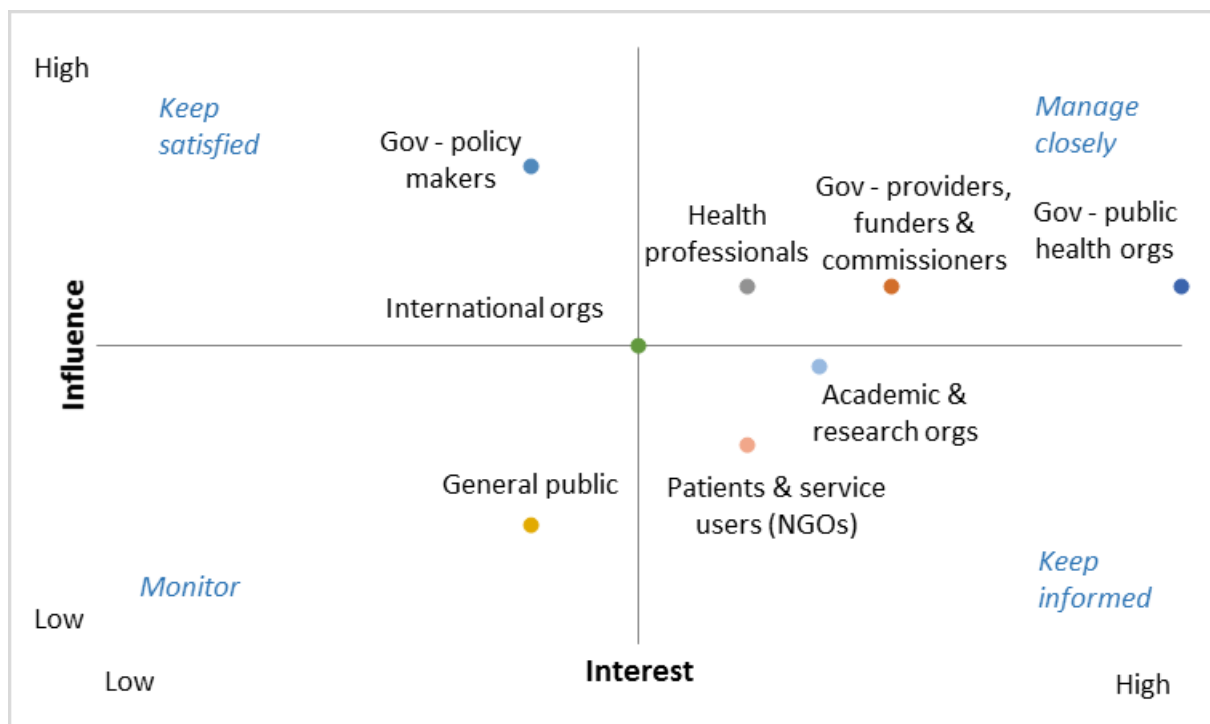 High
Keep
satisfied
Gov - policy
makers
Manage
closely
Health
professionals
Gov - providers,
funders &
commissioners
Gov - public
health orgs
International orgs
Influence
Academic &
research orgs
General public
Patients & service
users (NGOs)
Monitor
Keep
informed
Low
Low
Interest
High